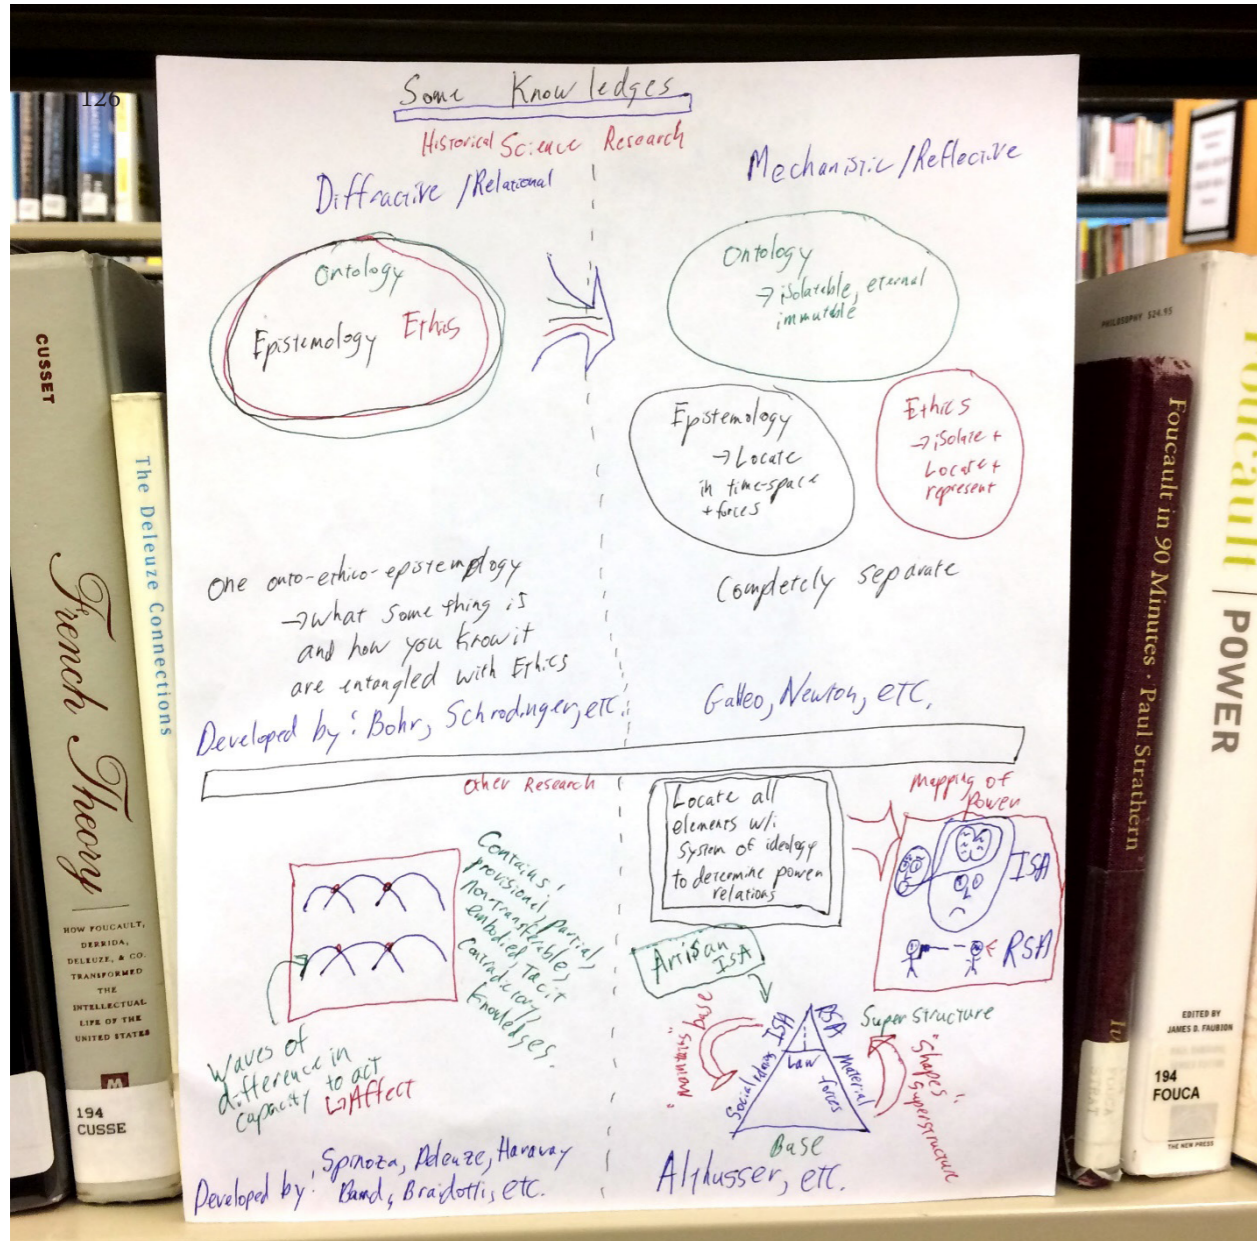 126
Some Knowledges
Historical Science Research
Diffractive / Relational
Ontology
Epistemology Ethics
One onto-ethico-epistemology
→ what some thing is
and how you know it
are entangled with Ethics
Developed by: Bohr, Schrodinger, etc.
Mechanistic / Reflective
Ontology
→ isolatable, eternal
immutable
Epistemology
→ Locate
in time-space
+ forces
Ethics
→ isolate +
Locate +
represent
Completely separate
Galleo, Newton, etc.
Other Research
Contains,
provisional, partial,
non-transferable,
embodied, tacit
contradictory,
knowledges.
Waves of
difference in
capacity to act
↳ Affect
Developed by: Spinoza, Deleuze, Haraway
Barad, Braidotti, etc.
Locate all
elements w/i
system of ideology
to determine power
relations
Mapping of
Power
ISA
RSA
Artisan
ISA
"maintains"
base
ISA
RSA
Law
Social
Material
forces
Super Structure
"Shapes"
Superstructure
Base
Althusser, etc.
CUSSET
French Theory
HOW FOUCAULT,
DERRIDA,
DELEUZE, & CO.
TRANSFORMED
THE
INTELLECTUAL
LIFE OF THE
UNITED STATES
M
194
CUSSE
The Deleuze Connections
Foucault in 90 Minutes · Paul Strathern
PHILOSOPHY $24.95
Foucault | POWER
EDITED BY
JAMES D. FAUBION
194
FOUCA
THE NEW PRESS